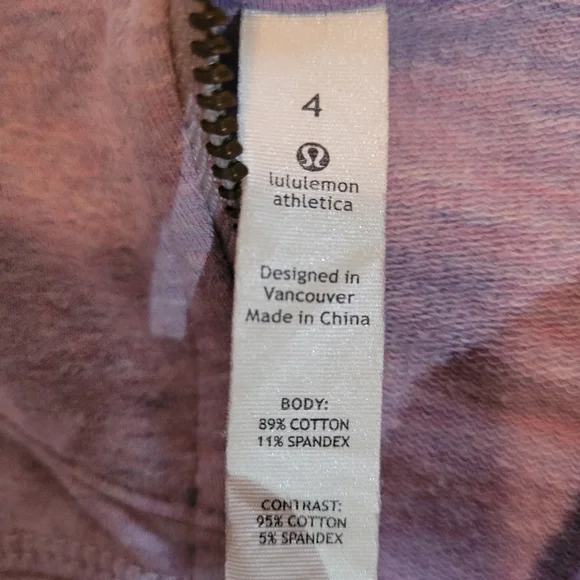 4
lululemon
athletica
Designed in
Vancouver
Made in China
BODY:
89% COTTON
11% SPANDEX
CONTRAST:
95% COTTON
5% SPANDEX